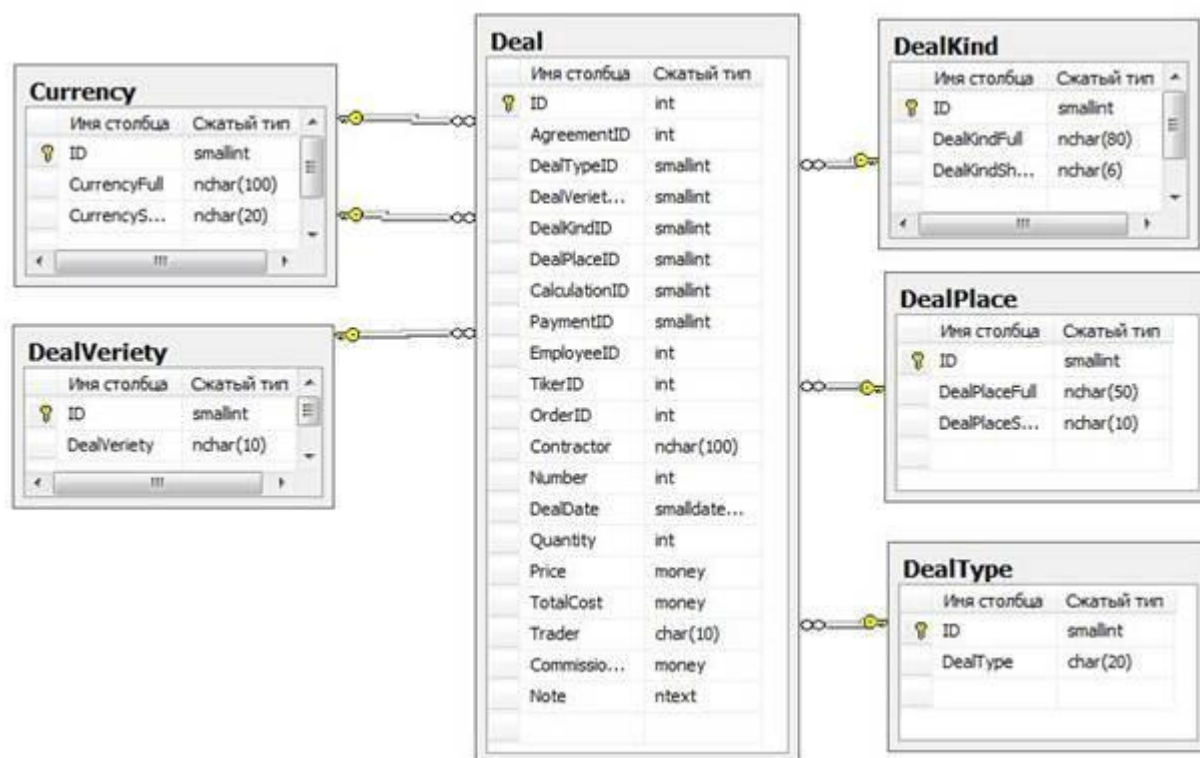 Currency
Имя столбца Сжатый тип
ID smallint
CurrencyFull nchar(100)
CurrencyS... nchar(20)
DealVeriety
Имя столбца Сжатый тип
ID smallint
DealVeriety nchar(10)
Deal
Имя столбца Сжатый тип
ID int
AgreementID int
DealTypeID smallint
DealVeriet... smallint
DealKindID smallint
DealPlaceID smallint
CalculationID smallint
PaymentID smallint
EmployeeID int
TikerID int
OrderID int
Contractor nchar(100)
Number int
DealDate smalldate...
Quantity int
Price money
TotalCost money
Trader char(10)
Commissio... money
Note ntext
DealKind
Имя столбца Сжатый тип
ID smallint
DealKindFull nchar(80)
DealKindSh... nchar(6)
DealPlace
Имя столбца Сжатый тип
ID smallint
DealPlaceFull nchar(50)
DealPlaceS... nchar(10)
DealType
Имя столбца Сжатый тип
ID smallint
DealType char(20)